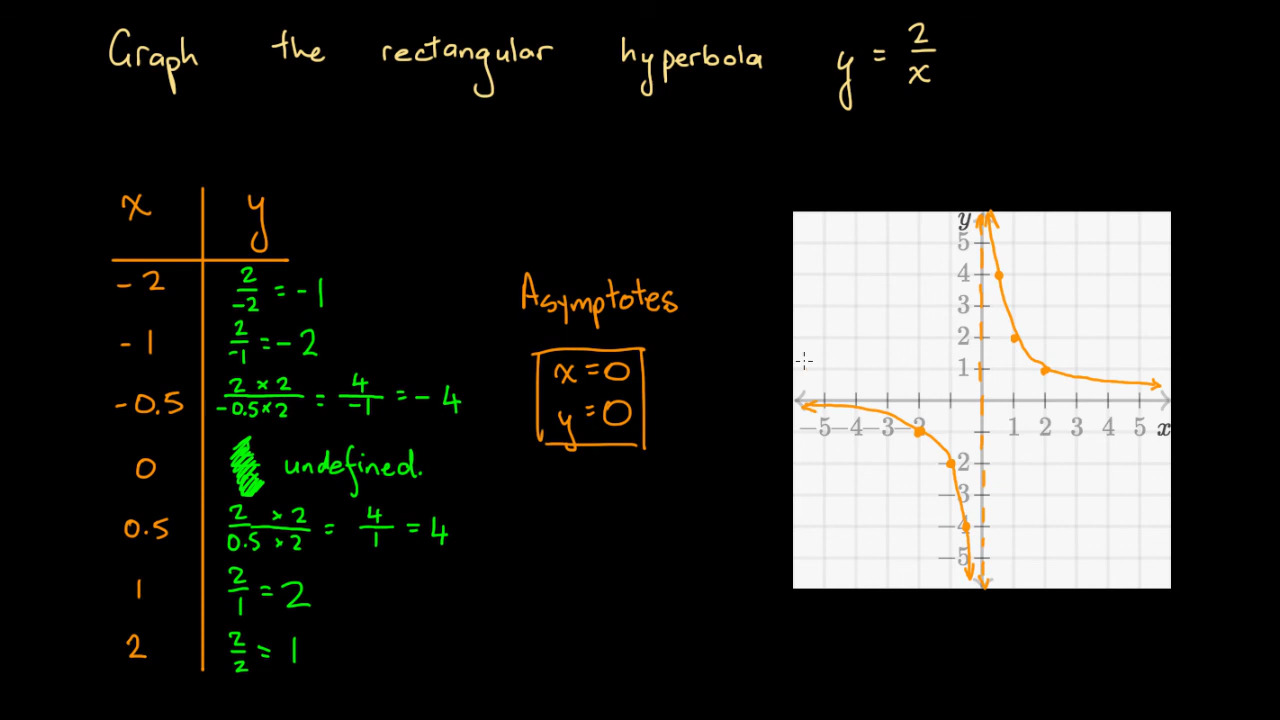 Graph the rectangular hyperbola y = 2/x
x y
-2 2/-2 = -1
-1 2/-1 = -2
-0.5 2×2/-0.5×2 = 4/-1 = -4
0 undefined.
0.5 2×2/0.5×2 = 4/1 = 4
1 2/1 = 2
2 2/2 = 1
Asymptotes
x = 0
y = 0
y
5
4
3
2
1
-5 -4 -3 -2 1 2 3 4 5 x
-2
-3
-4
-5